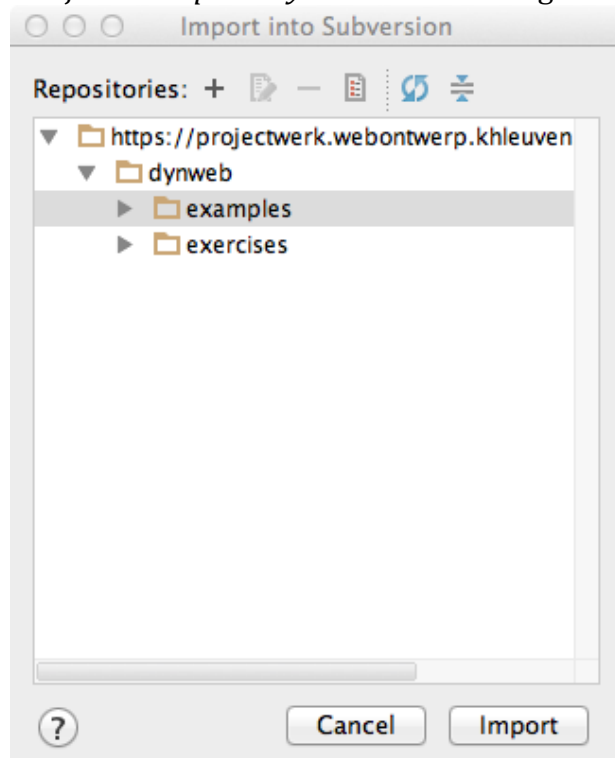 Import into Subversion
Repositories:
https://projectwerk.webontwerp.khleuven
dynweb
examples
exercises
?
Cancel
Import